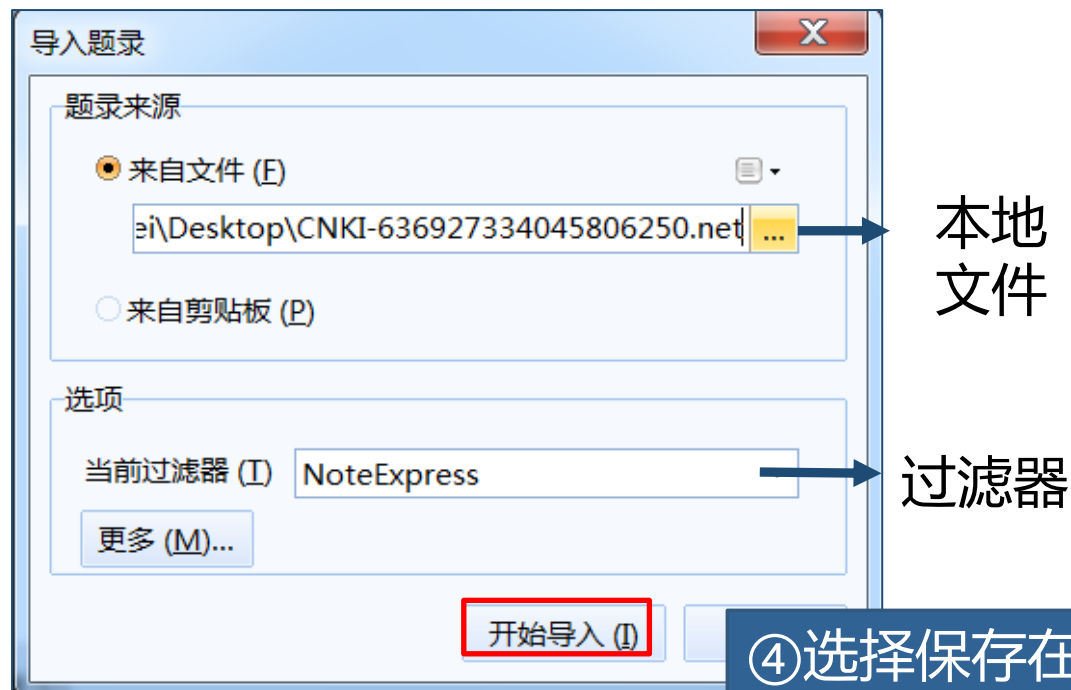 导入题录
题录来源
来自文件 (F)
ei\Desktop\CNKI-636927334045806250.net
...
本地
文件
来自剪贴板 (P)
选项
当前过滤器 (T)
NoteExpress
过滤器
更多 (M)...
开始导入 (I)
④选择保存在